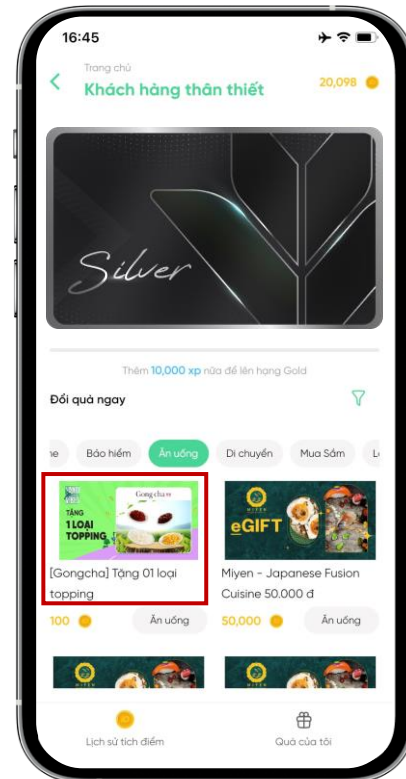 16:45
Trang chủ
Khách hàng thân thiết
20,098
Silver
Thêm 10,000 xp nữa để lên hạng Gold
Đổi quà ngay
Bảo hiểm
Ăn uống
Di chuyển
Mua Sắm
TẶNG
1 LOẠI
TOPPING
Gong cha
MIYEN
eGIFT
[Gongcha] Tặng 01 loại
topping
Miyen - Japanese Fusion
Cuisine 50.000 đ
100
Ăn uống
50,000
Ăn uống
MIYEN
MIYEN
Lịch sử tích điểm
Quà của tôi